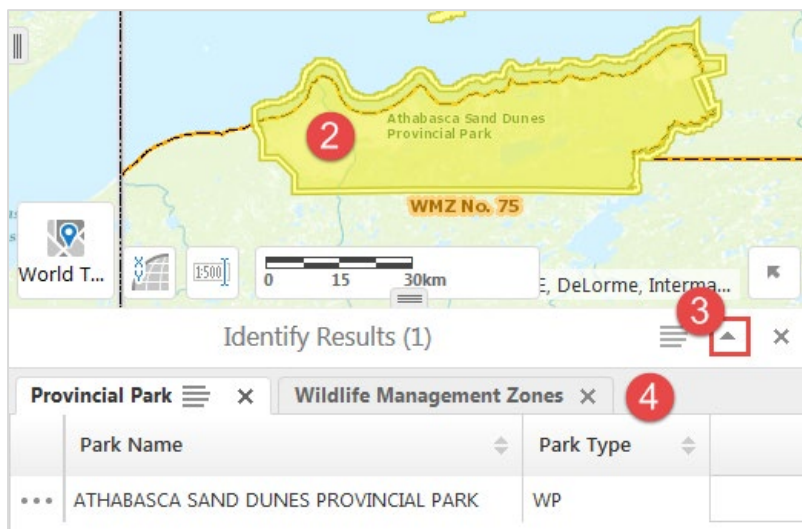 Athabasca Sand Dunes
Provincial Park
2
WMZ No. 75
World T...
X
Y
1:500
0 15 30km
E, DeLorme, Interma...
3
Identify Results (1)
Provincial Park
Wildlife Management Zones
4
Park Name
Park Type
ATHABASCA SAND DUNES PROVINCIAL PARK
WP